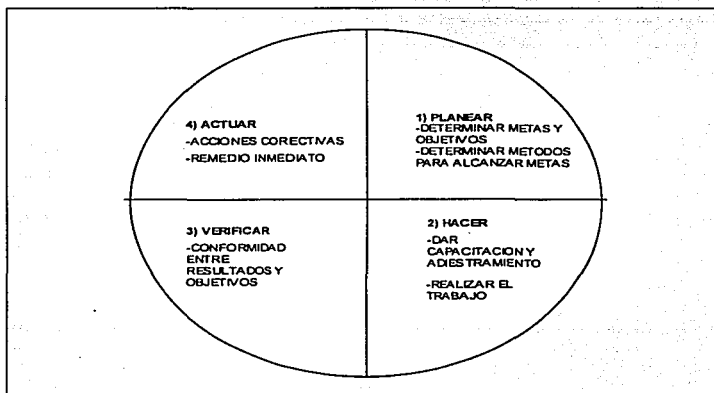 4) ACTUAR
-ACCIONES CORECTIVAS
-REMEDIO INMEDIATO
1) PLANEAR
-DETERMINAR METAS Y
OBJETIVOS
-DETERMINAR METODOS
PARA ALCANZAR METAS
3) VERIFICAR
-CONFORMIDAD
ENTRE
RESULTADOS Y
OBJETIVOS
2) HACER
-DAR
CAPACITACION Y
ADIESTRAMIENTO
-REALIZAR EL
TRABAJO